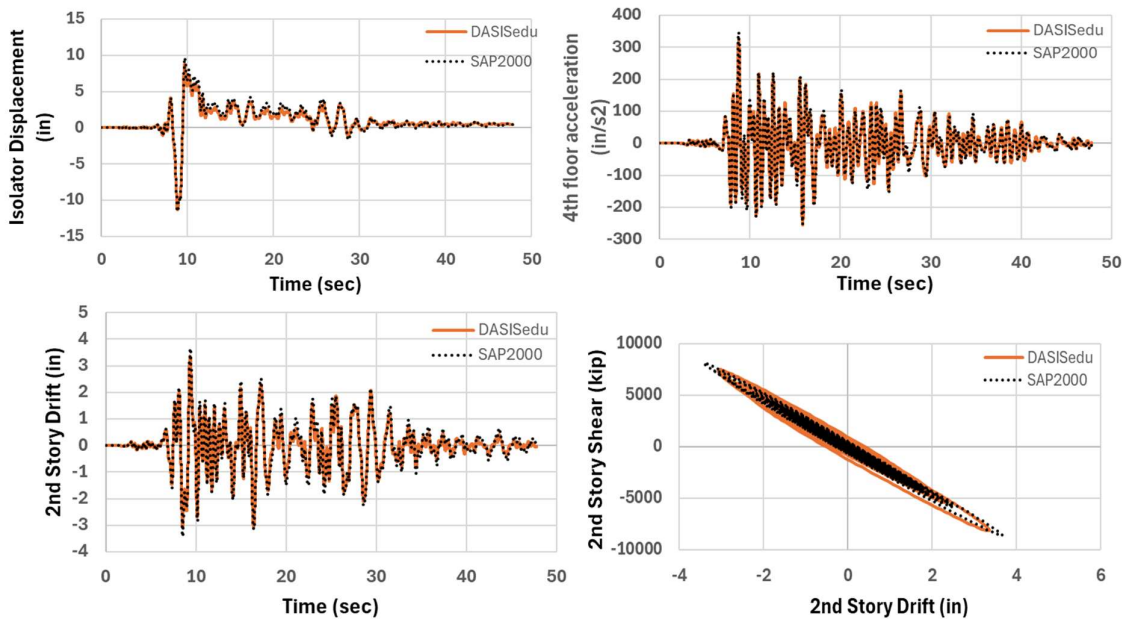 Isolator Displacement
(in)
15
10
5
0
-5
-10
-15
DASISedu
SAP2000
0 10 20 30 40 50
Time (sec)
4th floor acceleration
(in/s2)
400
300
200
100
0
-100
-200
-300
DASISedu
SAP2000
0 10 20 30 40 50
Time (sec)
2nd Story Drift (in)
5
4
3
2
1
0
-1
-2
-3
-4
DASISedu
SAP2000
0 10 20 30 40 50
Time (sec)
2nd Story Shear (kip)
10000
5000
0
-5000
-10000
DASISedu
SAP2000
-4 -2 0 2 4 6
2nd Story Drift (in)